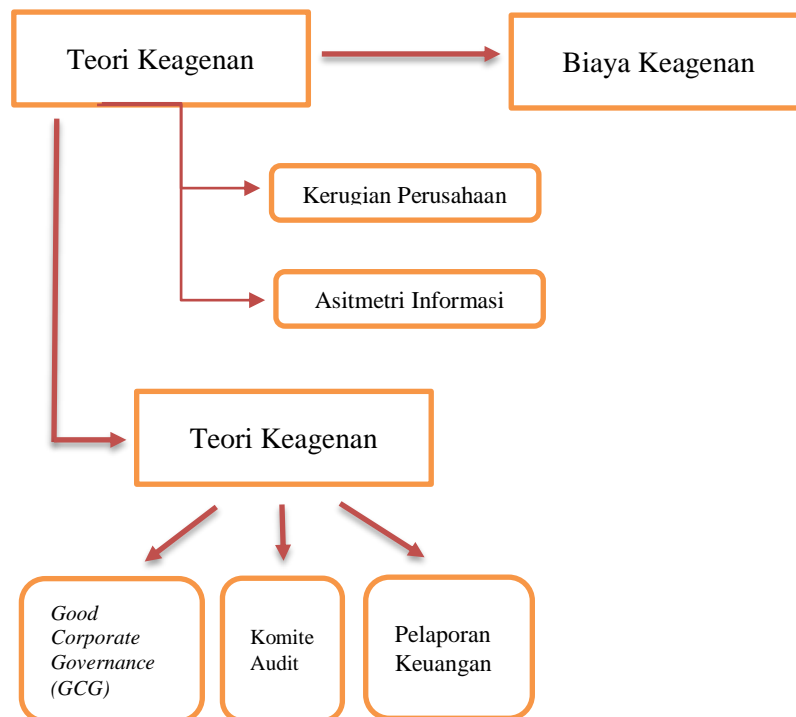 Teori Keagenan
Biaya Keagenan
Kerugian Perusahaan
Asitmetri Informasi
Teori Keagenan
Good
Corporate
Governance
(GCG)
Komite
Audit
Pelaporan
Keuangan